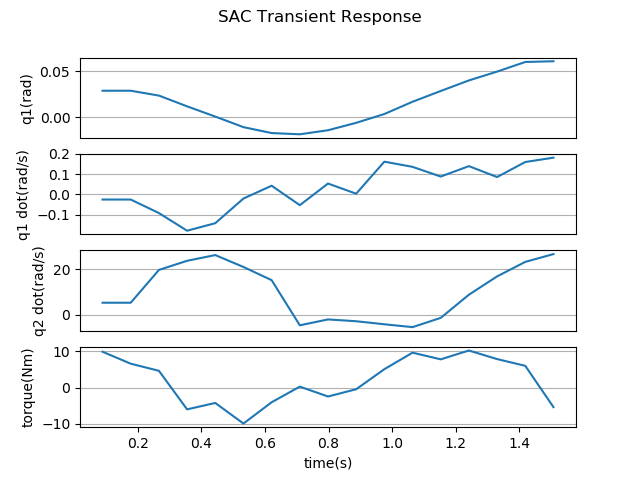 SAC Transient Response
q1(rad)
0.05
0.00
q1 dot(rad/s)
0.2
0.1
0.0
−0.1
q2 dot(rad/s)
20
0
torque(Nm)
10
0
−10
0.2 0.4 0.6 0.8 1.0 1.2 1.4
time(s)